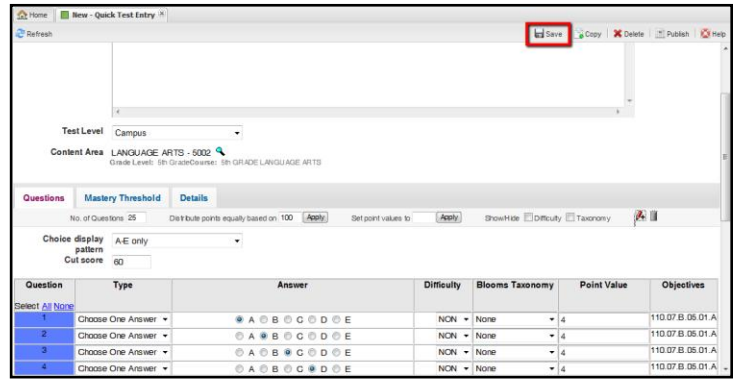 Home New - Quick Test Entry
Refresh Save Copy Delete Publish Help
Test Level Campus
Content Area LANGUAGE ARTS - 5002
Grade Level: 5th GradeCourse: 5th GRADE LANGUAGE ARTS
Questions Mastery Threshold Details
No. of Questions 25 Distribute points equally based on 100 Apply Set point values to Apply Show/Hide Difficulty Taxonomy
Choice display pattern A-E only
Cut score 60
Question Type Answer Difficulty Blooms Taxonomy Point Value Objectives
Select All None
1 Choose One Answer A B C D E NON None 4 110.07.B.05.01.A
2 Choose One Answer A B C D E NON None 4 110.07.B.05.01.A
3 Choose One Answer A B C D E NON None 4 110.07.B.05.01.A
4 Choose One Answer A B C D E NON None 4 110.07.B.05.01.A